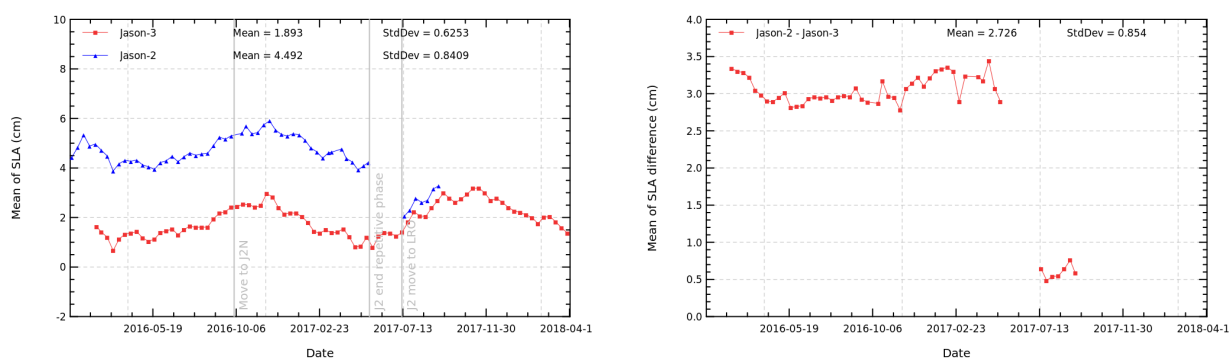 10
8
6
4
2
0
-2
Mean of SLA (cm)
Jason-3 Mean = 1.893 StdDev = 0.6253
Jason-2 Mean = 4.492 StdDev = 0.8409
Move to J2N
J2 end repetitive phase
J2 move to LRO
2016-05-19 2016-10-06 2017-02-23 2017-07-13 2017-11-30 2018-04-1
Date
4.0
3.5
3.0
2.5
2.0
1.5
1.0
0.5
0.0
Mean of SLA difference (cm)
Jason-2 - Jason-3 Mean = 2.726 StdDev = 0.854
2016-05-19 2016-10-06 2017-02-23 2017-07-13 2017-11-30 2018-04-1
Date